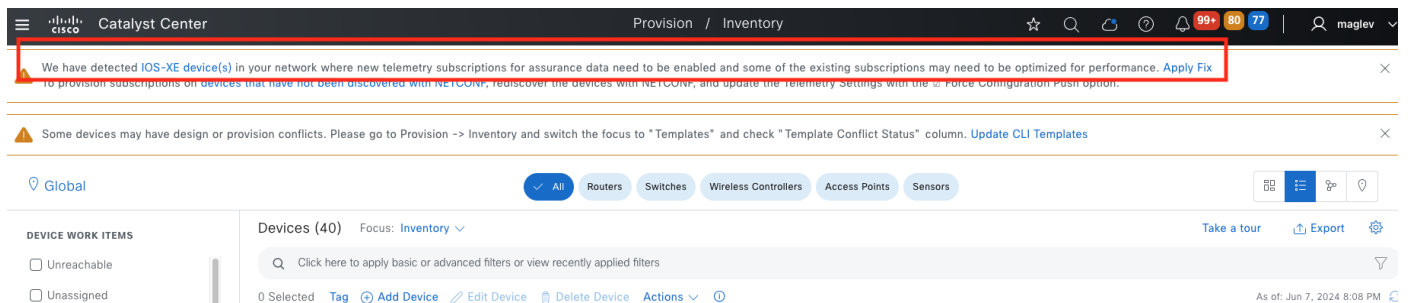 cisco Catalyst Center Provision / Inventory 99+ 80 77 maglev
We have detected IOS-XE device(s) in your network where new telemetry subscriptions for assurance data need to be enabled and some of the existing subscriptions may need to be optimized for performance. Apply Fix
To provision subscriptions on devices that have not been discovered with NETCONF, rediscover the devices with NETCONF, and update the Telemetry Settings with the ☑ Force Configuration Push option.
Some devices may have design or provision conflicts. Please go to Provision -> Inventory and switch the focus to "Templates" and check "Template Conflict Status" column. Update CLI Templates
Global All Routers Switches Wireless Controllers Access Points Sensors
DEVICE WORK ITEMS Devices (40) Focus: Inventory Take a tour Export
Unreachable Click here to apply basic or advanced filters or view recently applied filters
Unassigned 0 Selected Tag Add Device Edit Device Delete Device Actions As of: Jun 7, 2024 8:08 PM